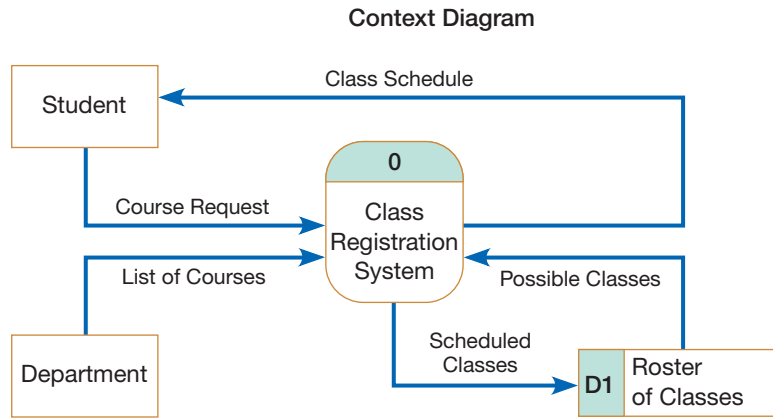 Context Diagram
Class Schedule
Student
0
Course Request
Class
Registration
System
List of Courses
Possible Classes
Scheduled
Classes
Department
D1
Roster
of Classes